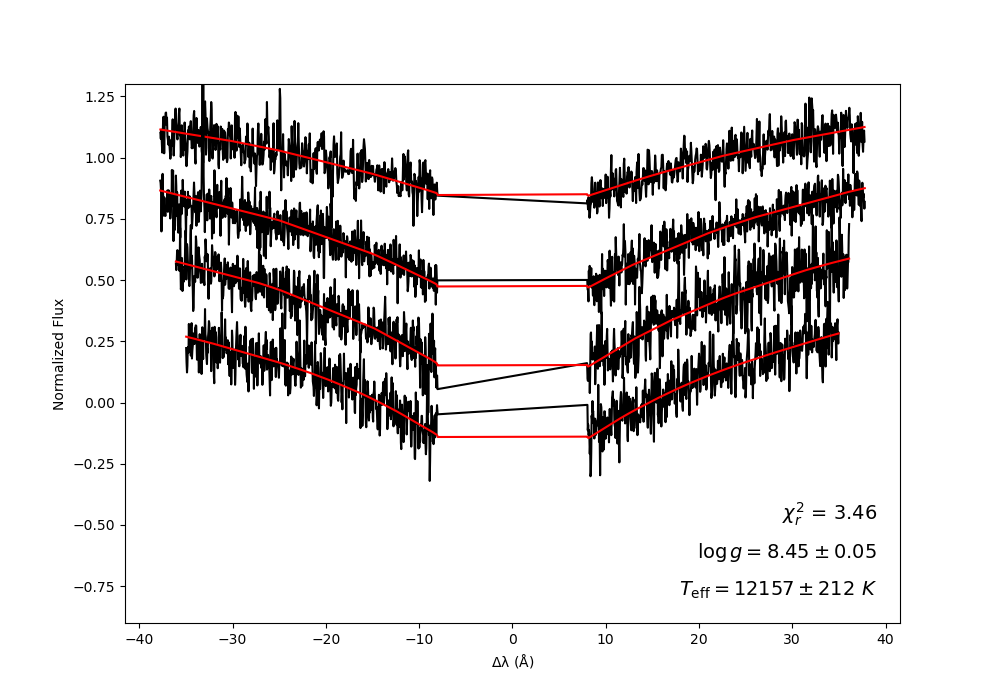 1.25
1.00
0.75
0.50
0.25
0.00
−0.25
−0.50
−0.75
Normalized Flux
χ²ᵣ = 3.46
log g = 8.45 ± 0.05
T_eff = 12157 ± 212 K
−40 −30 −20 −10 0 10 20 30 40
Δλ (Å)